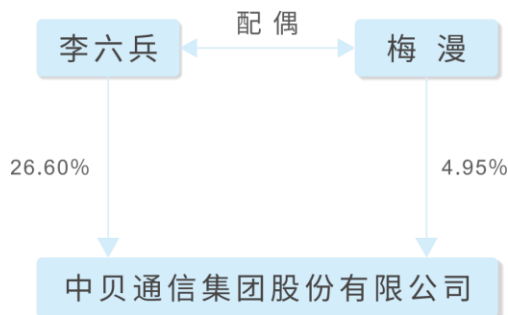 配偶
李六兵
梅漫
26.60%
4.95%
中贝通信集团股份有限公司